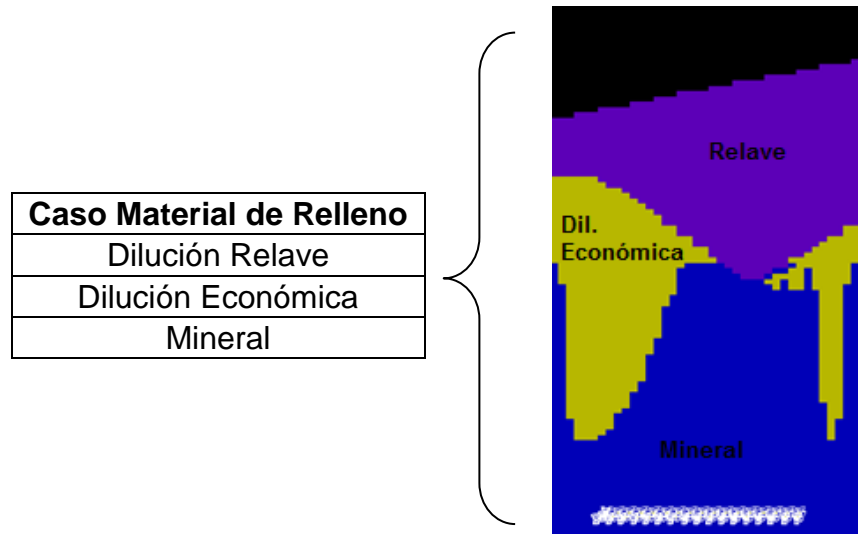 Caso Material de Relleno
Dilución Relave
Dilución Económica
Mineral
Relave
Dil.
Económica
Mineral